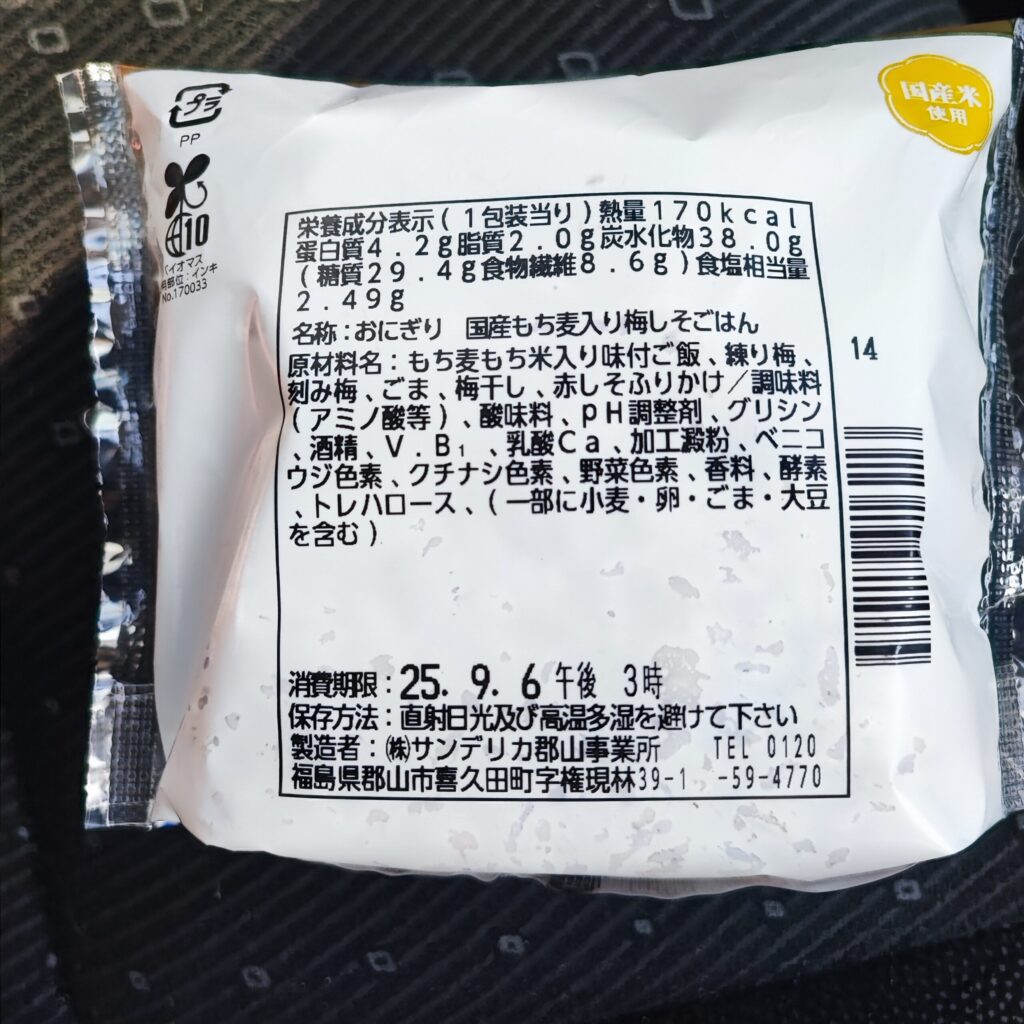 プラ
PP
国産米
使用
10
バイオマス
部位：インキ
No.170033
栄養成分表示(1包装当り)熱量170kcal
蛋白質4.2g脂質2.0g炭水化物38.0g
(糖質29.4g食物繊維8.6g)食塩相当量
2.49g
名称：おにぎり　国産もち麦入り梅しそごはん
原材料名：もち麦もち米入り味付ご飯、練り梅、
刻み梅、ごま、梅干し、赤しそふりかけ／調味料
(アミノ酸等)、酸味料、pH調整剤、グリシン
、酒精、V.B₁、乳酸Ca、加工澱粉、ベニコ
ウジ色素、クチナシ色素、野菜色素、香料、酵素
、トレハロース、(一部に小麦・卵・ごま・大豆
を含む)
14
消費期限：25.9.6午後 3時
保存方法：直射日光及び高温多湿を避けて下さい
製造者：㈱サンデリカ郡山事業所　TEL 0120
福島県郡山市喜久田町字権現林39-1　-59-4770